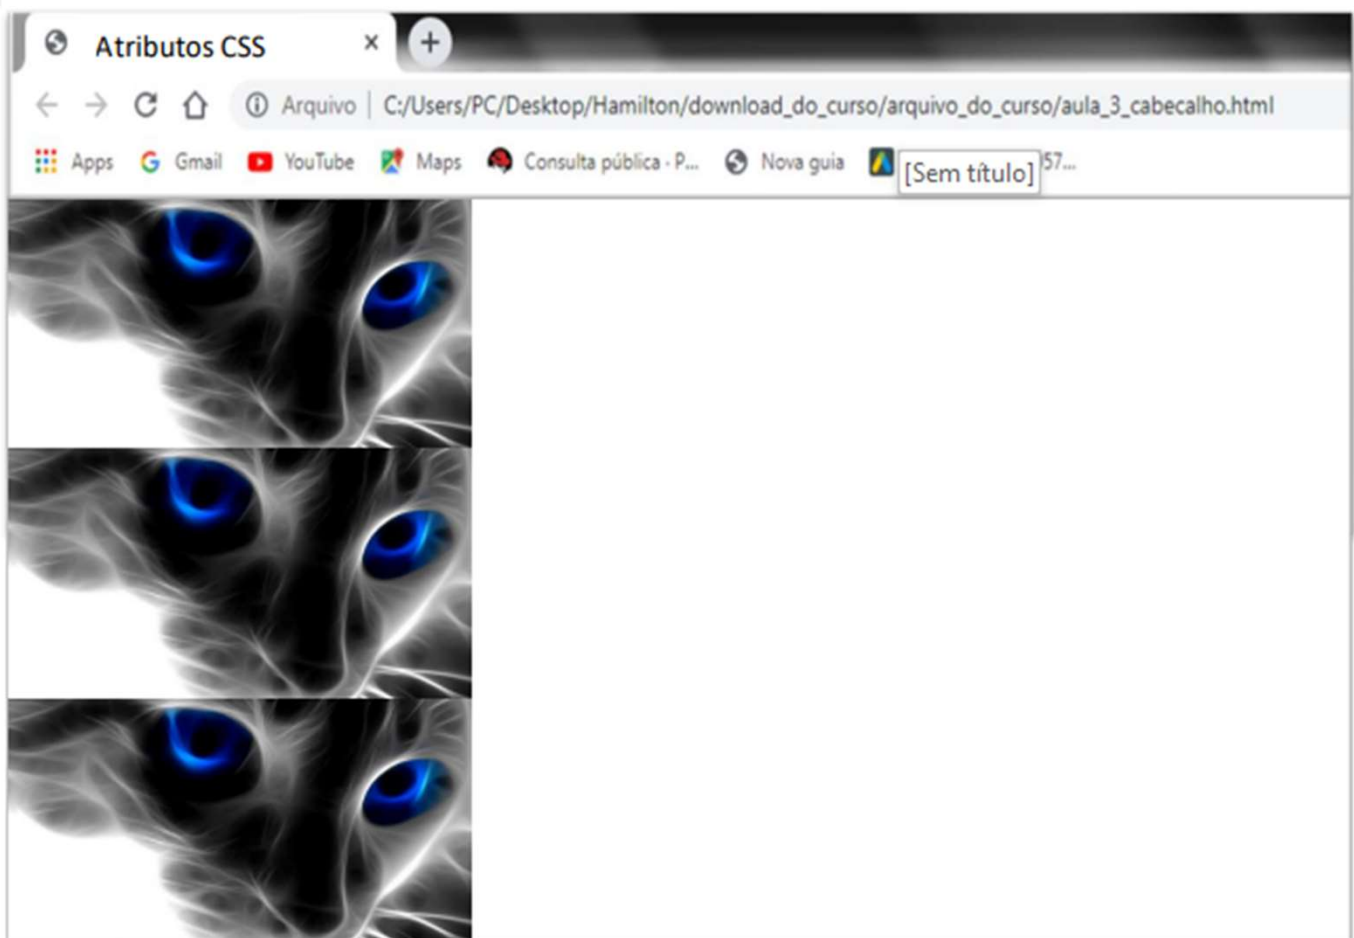 Atributos CSS
Arquivo | C:/Users/PC/Desktop/Hamilton/download_do_curso/arquivo_do_curso/aula_3_cabecalho.html
Apps Gmail YouTube Maps Consulta pública - P... Nova guia [Sem título] 57...